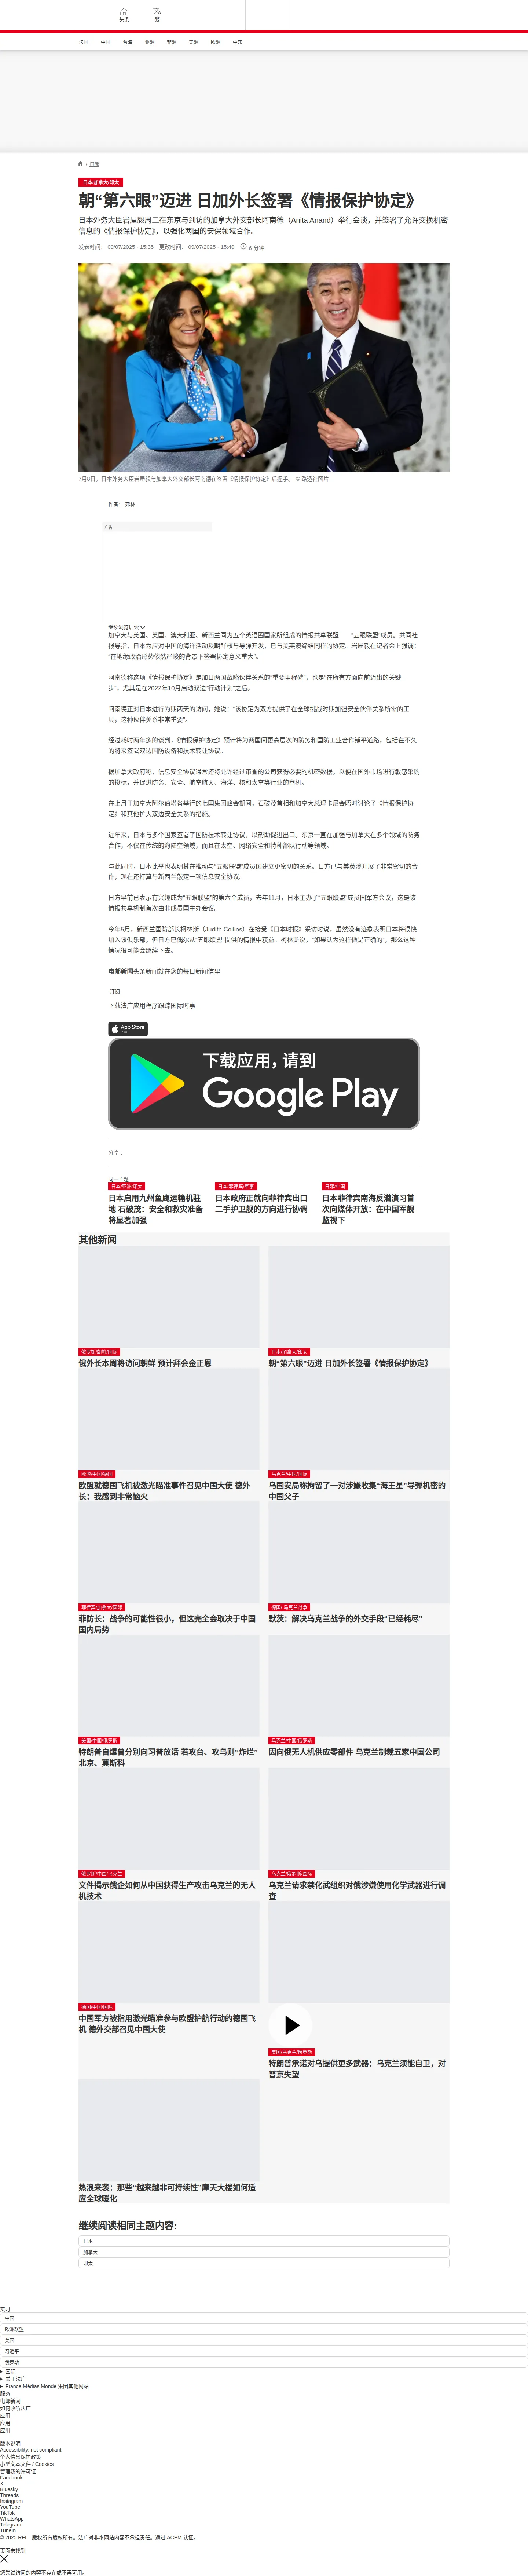 头条
繁
法国
中国
台海
亚洲
非洲
美洲
欧洲
中东
/ 国际
日本/加拿大/印太
朝“第六眼”迈进 日加外长签署《情报保护协定》
日本外务大臣岩屋毅周二在东京与到访的加拿大外交部长阿南德（Anita Anand）举行会谈，并签署了允许交换机密
信息的《情报保护协定》，以强化两国的安保领域合作。
发表时间： 09/07/2025 - 15:35 更改时间： 09/07/2025 - 15:40 6 分钟
7月8日，日本外务大臣岩屋毅与加拿大外交部长阿南德在签署《情报保护协定》后握手。 © 路透社图片
作者： 弗林
广告
继续浏览后续
加拿大与美国、英国、澳大利亚、新西兰同为五个英语圈国家所组成的情报共享联盟——“五眼联盟”成员。共同社
报导指，日本为应对中国的海洋活动及朝鲜核与导弹开发，已与美英澳缔结同样的协定。岩屋毅在记者会上强调：
“在地缘政治形势依然严峻的背景下签署协定意义重大”。
阿南德称这项《情报保护协定》是加日两国战略伙伴关系的“重要里程碑”，也是“在所有方面向前迈出的关键一
步”，尤其是在2022年10月启动双边“行动计划”之后。
阿南德正对日本进行为期两天的访问，她说：“该协定为双方提供了在全球挑战时期加强安全伙伴关系所需的工
具，这种伙伴关系非常重要”。
经过耗时两年多的谈判，《情报保护协定》预计将为两国间更高层次的防务和国防工业合作铺平道路，包括在不久
的将来签署双边国防设备和技术转让协议。
据加拿大政府称，信息安全协议通常还将允许经过审查的公司获得必要的机密数据，以便在国外市场进行敏感采购
的投标，并促进防务、安全、航空航天、海洋、核和太空等行业的商机。
在上月于加拿大阿尔伯塔省举行的七国集团峰会期间，石破茂首相和加拿大总理卡尼会晤时讨论了《情报保护协
定》和其他扩大双边安全关系的措施。
近年来，日本与多个国家签署了国防技术转让协议，以帮助促进出口。东京一直在加强与加拿大在多个领域的防务
合作，不仅在传统的海陆空领域，而且在太空、网络安全和特种部队行动等领域。
与此同时，日本此举也表明其在推动与“五眼联盟”成员国建立更密切的关系。日方已与美英澳开展了非常密切的合
作，现在还打算与新西兰敲定一项信息安全协议。
日方早前已表示有兴趣成为“五眼联盟”的第六个成员，去年11月，日本主办了“五眼联盟”成员国军方会议，这是该
情报共享机制首次由非成员国主办会议。
今年5月，新西兰国防部长柯林斯（Judith Collins）在接受《日本时报》采访时说，虽然没有迹象表明日本将很快
加入该俱乐部，但日方已偶尔从“五眼联盟”提供的情报中获益。柯林斯说，“如果认为这样做是正确的”，那么这种
情况很可能会继续下去。
电邮新闻头条新闻就在您的每日新闻信里
订阅
下载法广应用程序跟踪国际时事
App Store
下载
下载应用，请到
Google Play
分享 :
同一主题
日本/亚洲/印太
日本启用九州鱼鹰运输机驻
地 石破茂：安全和救灾准备
将显著加强
日本/菲律宾/军事
日本政府正就向菲律宾出口
二手护卫舰的方向进行协调
日菲/中国
日本菲律宾南海反潜演习首
次向媒体开放：在中国军舰
监视下
其他新闻
俄罗斯/朝鲜/国际
俄外长本周将访问朝鲜 预计拜会金正恩
日本/加拿大/印太
朝“第六眼”迈进 日加外长签署《情报保护协定》
欧盟/中国/德国
欧盟就德国飞机被激光瞄准事件召见中国大使 德外
长：我感到非常恼火
乌克兰/中国/国际
乌国安局称拘留了一对涉嫌收集“海王星”导弹机密的
中国父子
菲律宾/加拿大/国际
菲防长：战争的可能性很小，但这完全会取决于中国
国内局势
德国/ 乌克兰战争
默茨：解决乌克兰战争的外交手段“已经耗尽”
美国/中国/俄罗斯
特朗普自爆曾分别向习普放话 若攻台、攻乌则“炸烂”
北京、莫斯科
乌克兰/中国/俄罗斯
因向俄无人机供应零部件 乌克兰制裁五家中国公司
俄罗斯/中国/乌克兰
文件揭示俄企如何从中国获得生产攻击乌克兰的无人
机技术
乌克兰/俄罗斯/国际
乌克兰请求禁化武组织对俄涉嫌使用化学武器进行调
查
德国/中国/国际
中国军方被指用激光瞄准参与欧盟护航行动的德国飞
机 德外交部召见中国大使
美国/乌克兰/俄罗斯
特朗普承诺对乌提供更多武器：乌克兰须能自卫，对
普京失望
热浪来袭：那些“越来越非可持续性”摩天大楼如何适
应全球暖化
继续阅读相同主题内容:
日本
加拿大
印太
实时
中国
欧洲联盟
美国
习近平
俄罗斯
国际
关于法广
France Médias Monde 集团其他网站
服务
电邮新闻
如何收听法广
应用
应用
应用
版本说明
Accessibility: not compliant
个人信息保护政策
小型文本文件 / Cookies
管理我的许可证
Facebook
X
Bluesky
Threads
Instagram
YouTube
TikTok
WhatsApp
Telegram
TuneIn
© 2025 RFI – 版权所有版权所有。法广对非本网站内容不承担责任。通过 ACPM 认证。
页面未找到
您尝试访问的内容不存在或不再可用。